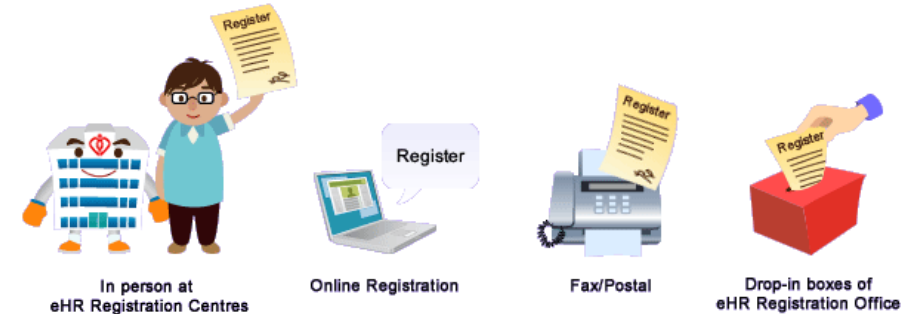 Register
Register
Register
Register
In person at
eHR Registration Centres
Online Registration
Fax/Postal
Drop-in boxes of
eHR Registration Office